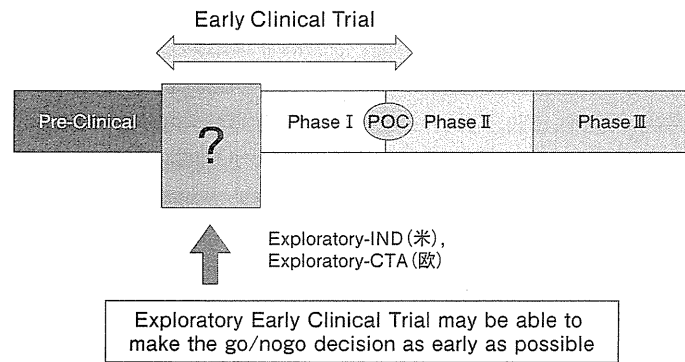 Early Clinical Trial
Pre-Clinical
?
Phase Ⅰ
POC
Phase Ⅱ
Phase Ⅲ
Exploratory-IND(米),
Exploratory-CTA(欧)
Exploratory Early Clinical Trial may be able to
make the go/nogo decision as early as possible